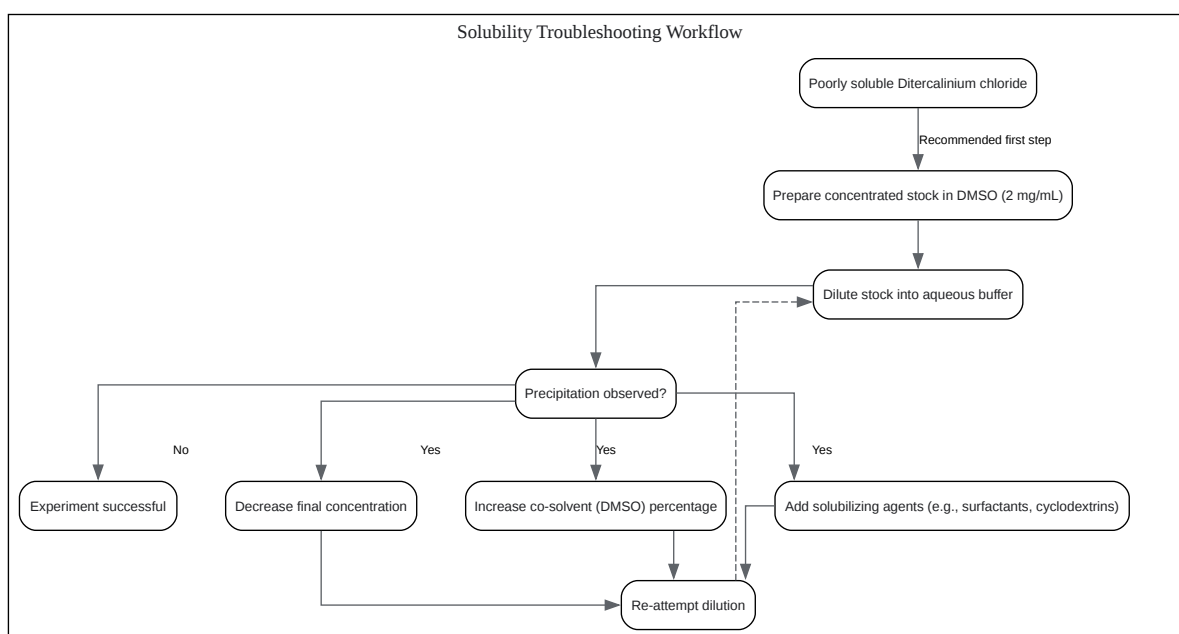 Solubility Troubleshooting Workflow
Poorly soluble Ditercalinium chloride
Recommended first step
Prepare concentrated stock in DMSO (2 mg/mL)
Dilute stock into aqueous buffer
Precipitation observed?
No
Yes
Yes
Yes
Experiment successful
Decrease final concentration
Increase co-solvent (DMSO) percentage
Add solubilizing agents (e.g., surfactants, cyclodextrins)
Re-attempt dilution